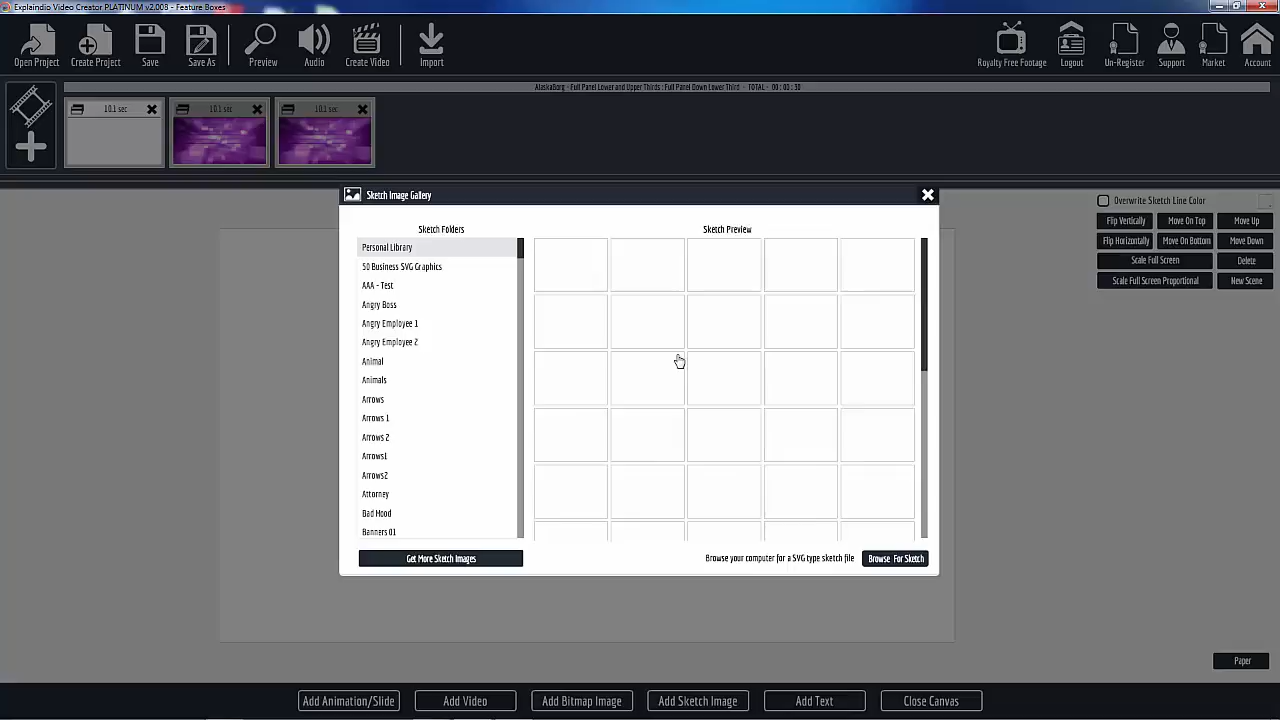 Explaindio Video Creator PLATINUM v2.008 - Feature Boxes
Open Project
Create Project
Save
Save As
Preview
Audio
Create Video
Import
Royalty Free Footage
Logout
Un-Register
Support
Market
Account
AlaskaBorg - Full Panel Lower and Upper Thirds : Full Panel Down Lower Third - TOTAL - 00 : 00 : 30
10.1 sec
10.1 sec
10.1 sec
Sketch Image Gallery
Sketch Folders
Sketch Preview
Personal Library
50 Business SVG Graphics
AAA - Test
Angry Boss
Angry Employee 1
Angry Employee 2
Animal
Animals
Arrows
Arrows 1
Arrows 2
Arrows1
Arrows2
Attorney
Bad Mood
Banners 01
Get More Sketch Images
Browse your computer for a SVG type sketch file
Browse For Sketch
Overwrite Sketch Line Color
Flip Vertically
Move On Top
Move Up
Flip Horizontally
Move On Bottom
Move Down
Scale Full Screen
Delete
Scale Full Screen Proportional
New Scene
Paper
Add Animation/Slide
Add Video
Add Bitmap Image
Add Sketch Image
Add Text
Close Canvas